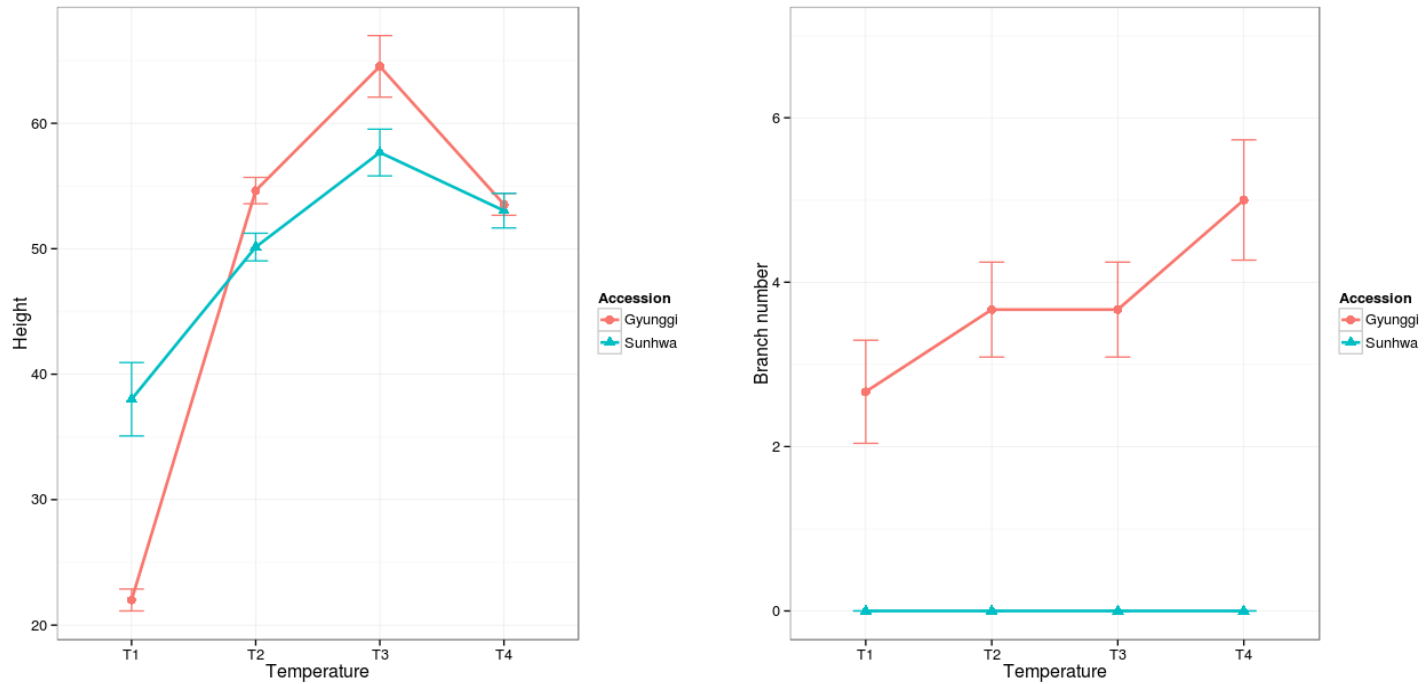 60
50
40
30
20
Height
T1
T2
T3
T4
Temperature
Accession
Gyunggi
Sunhwa
6
4
2
0
Branch number
T1
T2
T3
T4
Temperature
Accession
Gyunggi
Sunhwa